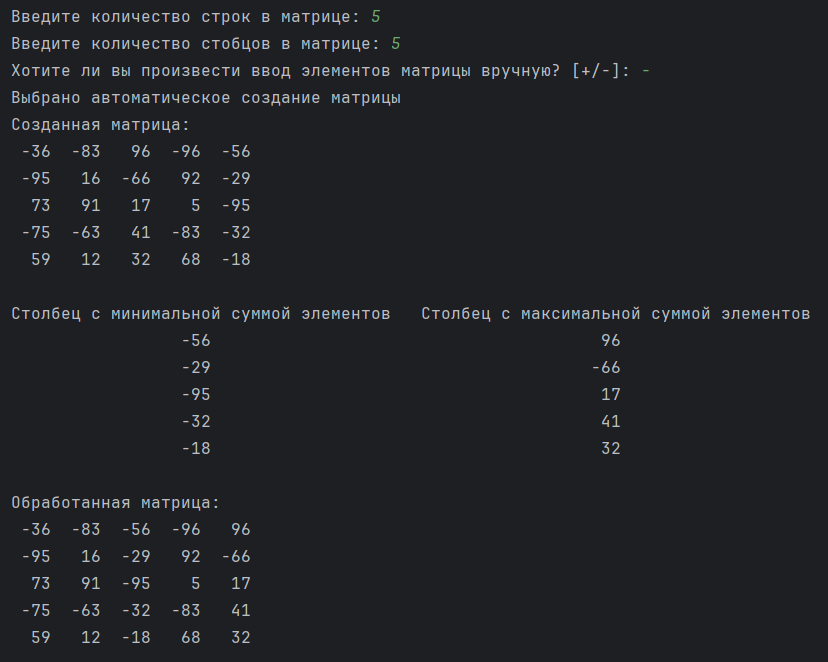 Введите количество строк в матрице: 5
Введите количество стобцов в матрице: 5
Хотите ли вы произвести ввод элементов матрицы вручную? [+/-]: -
Выбрано автоматическое создание матрицы
Созданная матрица:
-36 -83 96 -96 -56
-95 16 -66 92 -29
73 91 17 5 -95
-75 -63 41 -83 -32
59 12 32 68 -18
Столбец с минимальной суммой элементов Столбец с максимальной суммой элементов
-56 96
-29 -66
-95 17
-32 41
-18 32
Обработанная матрица:
-36 -83 -56 -96 96
-95 16 -29 92 -66
73 91 -95 5 17
-75 -63 -32 -83 41
59 12 -18 68 32